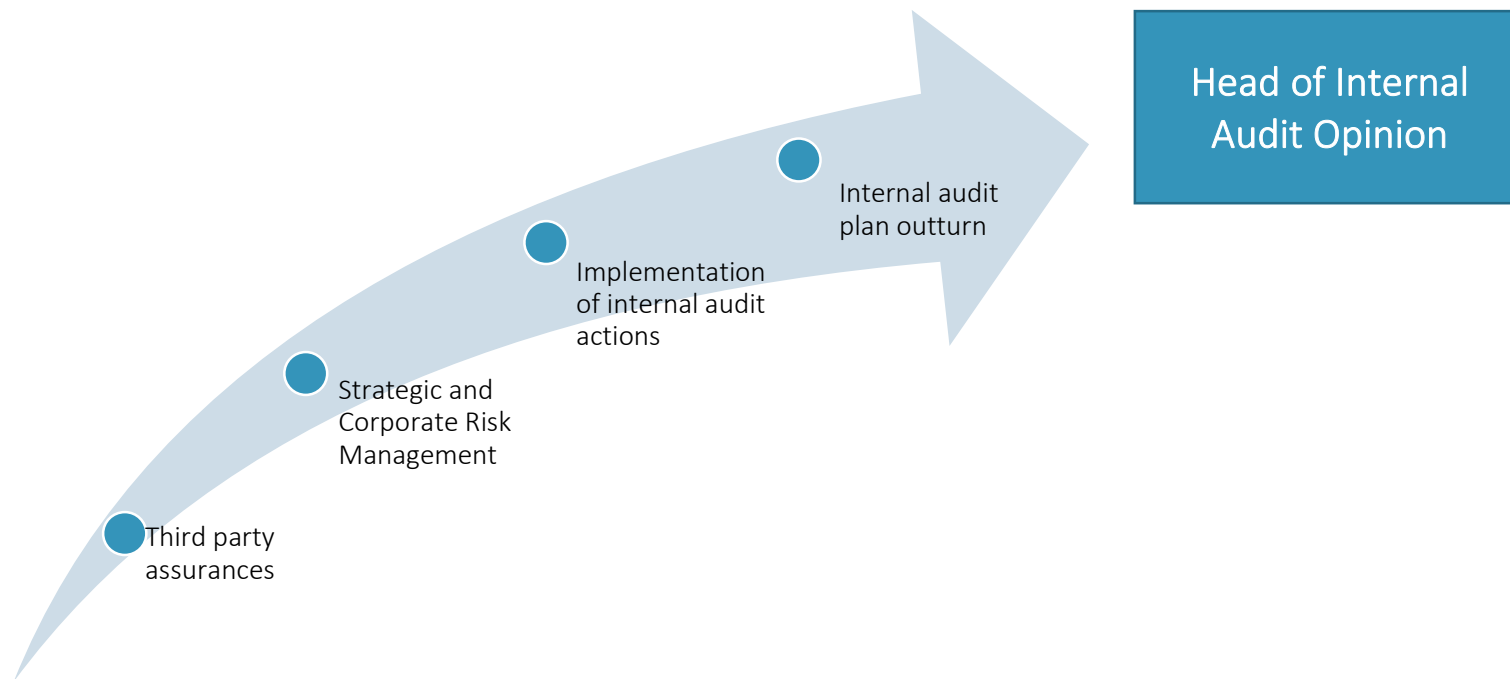 Head of Internal
Audit Opinion
Internal audit
plan outturn
Implementation
of internal audit
actions
Strategic and
Corporate Risk
Management
Third party
assurances